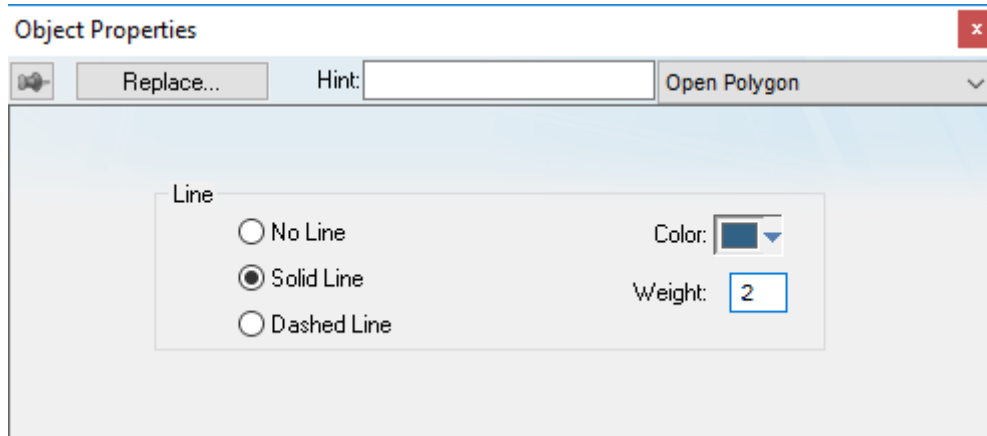 Object Properties
x
Replace... Hint: Open Polygon
Line
No Line Color:
Solid Line
Weight: 2
Dashed Line